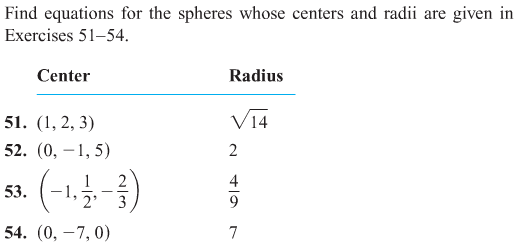 Find equations for the spheres whose centers and radii are given in
Exercises 51–54.
Center Radius
51. (1, 2, 3) √14
52. (0, −1, 5) 2
53. (−1, 1/2, −2/3) 4/9
54. (0, −7, 0) 7